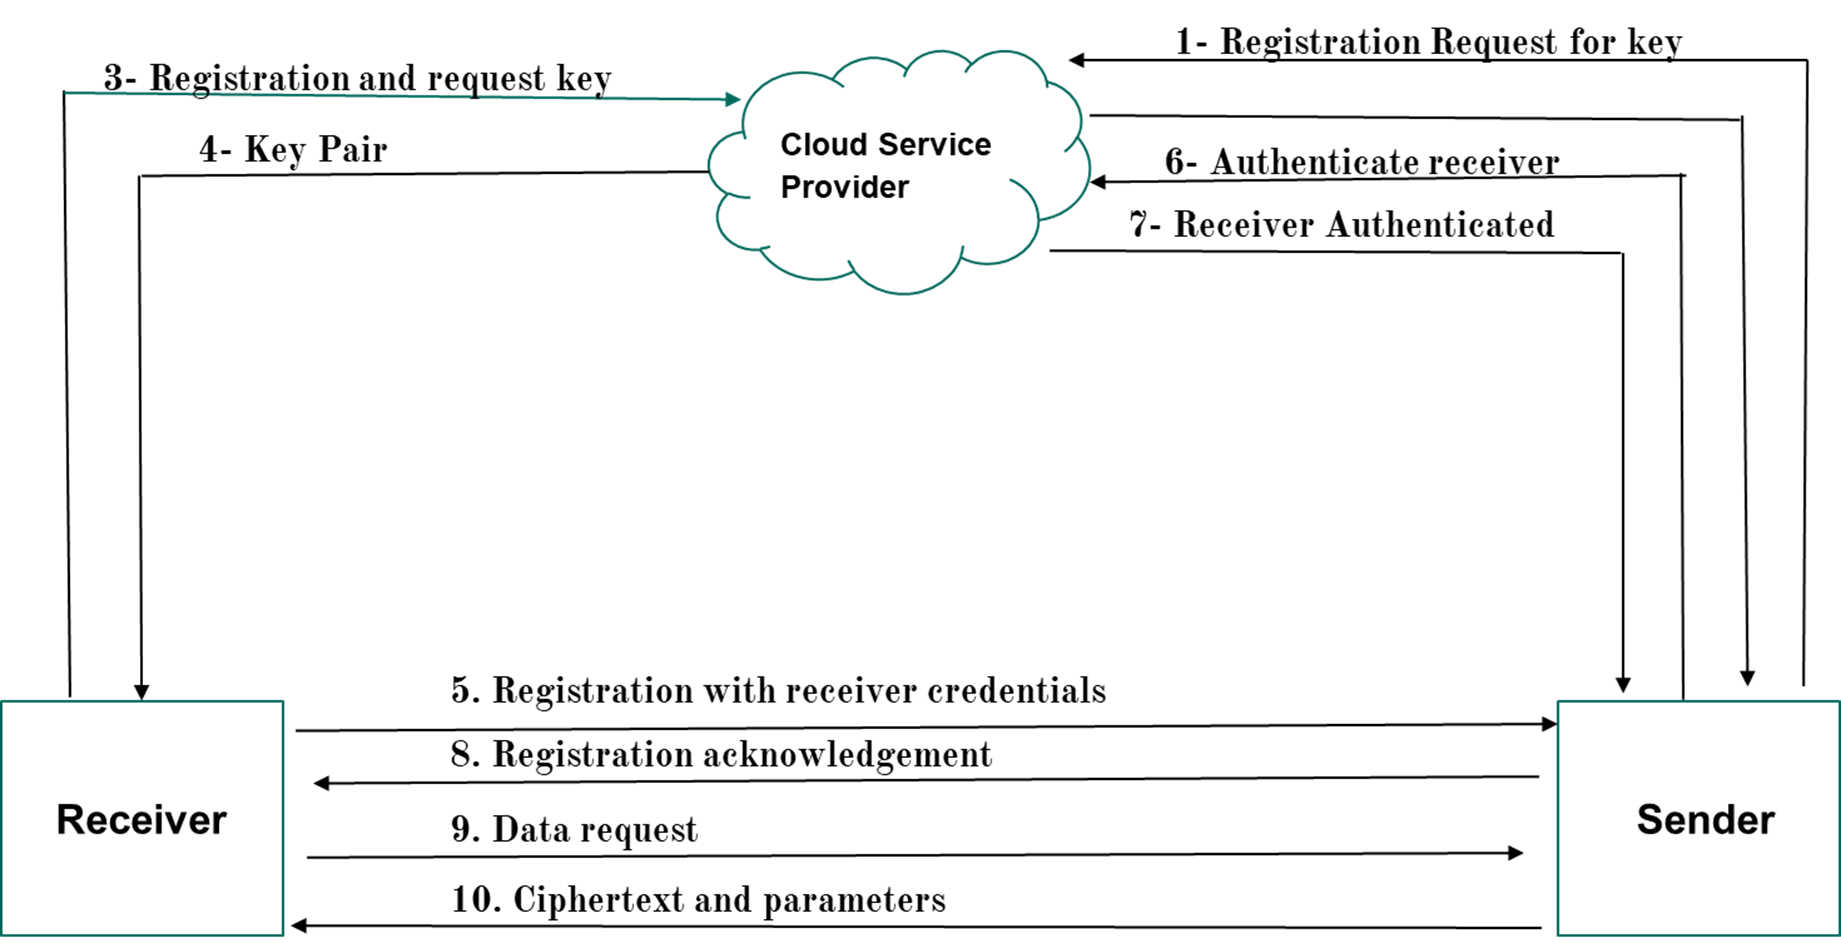 1- Registration Request for key
3- Registration and request key
Cloud Service
Provider
4- Key Pair
6- Authenticate receiver
7- Receiver Authenticated
5. Registration with receiver credentials
8. Registration acknowledgement
Receiver
Sender
9. Data request
10. Ciphertext and parameters